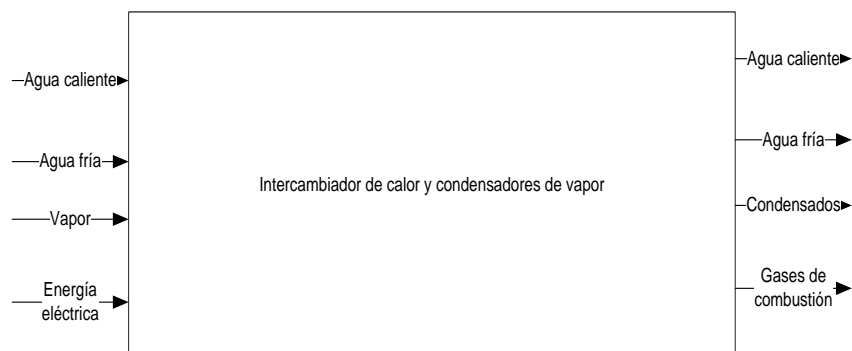 Agua caliente
Agua fría
Vapor
Energía
eléctrica
Intercambiador de calor y condensadores de vapor
Agua caliente
Agua fría
Condensados
Gases de
combustión